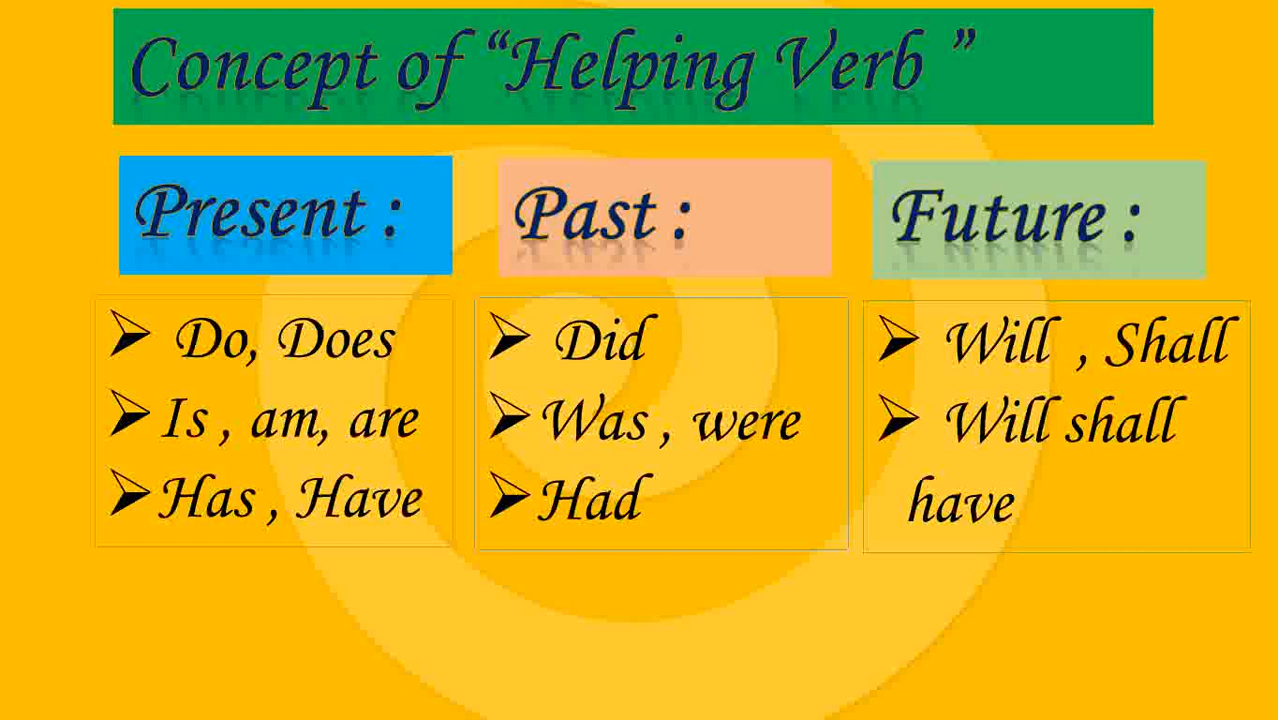 Concept of “Helping Verb ”
Present :
Do, Does
Is , am, are
Has , Have
Past :
Did
Was , were
Had
Future :
Will , Shall
Will shall
have